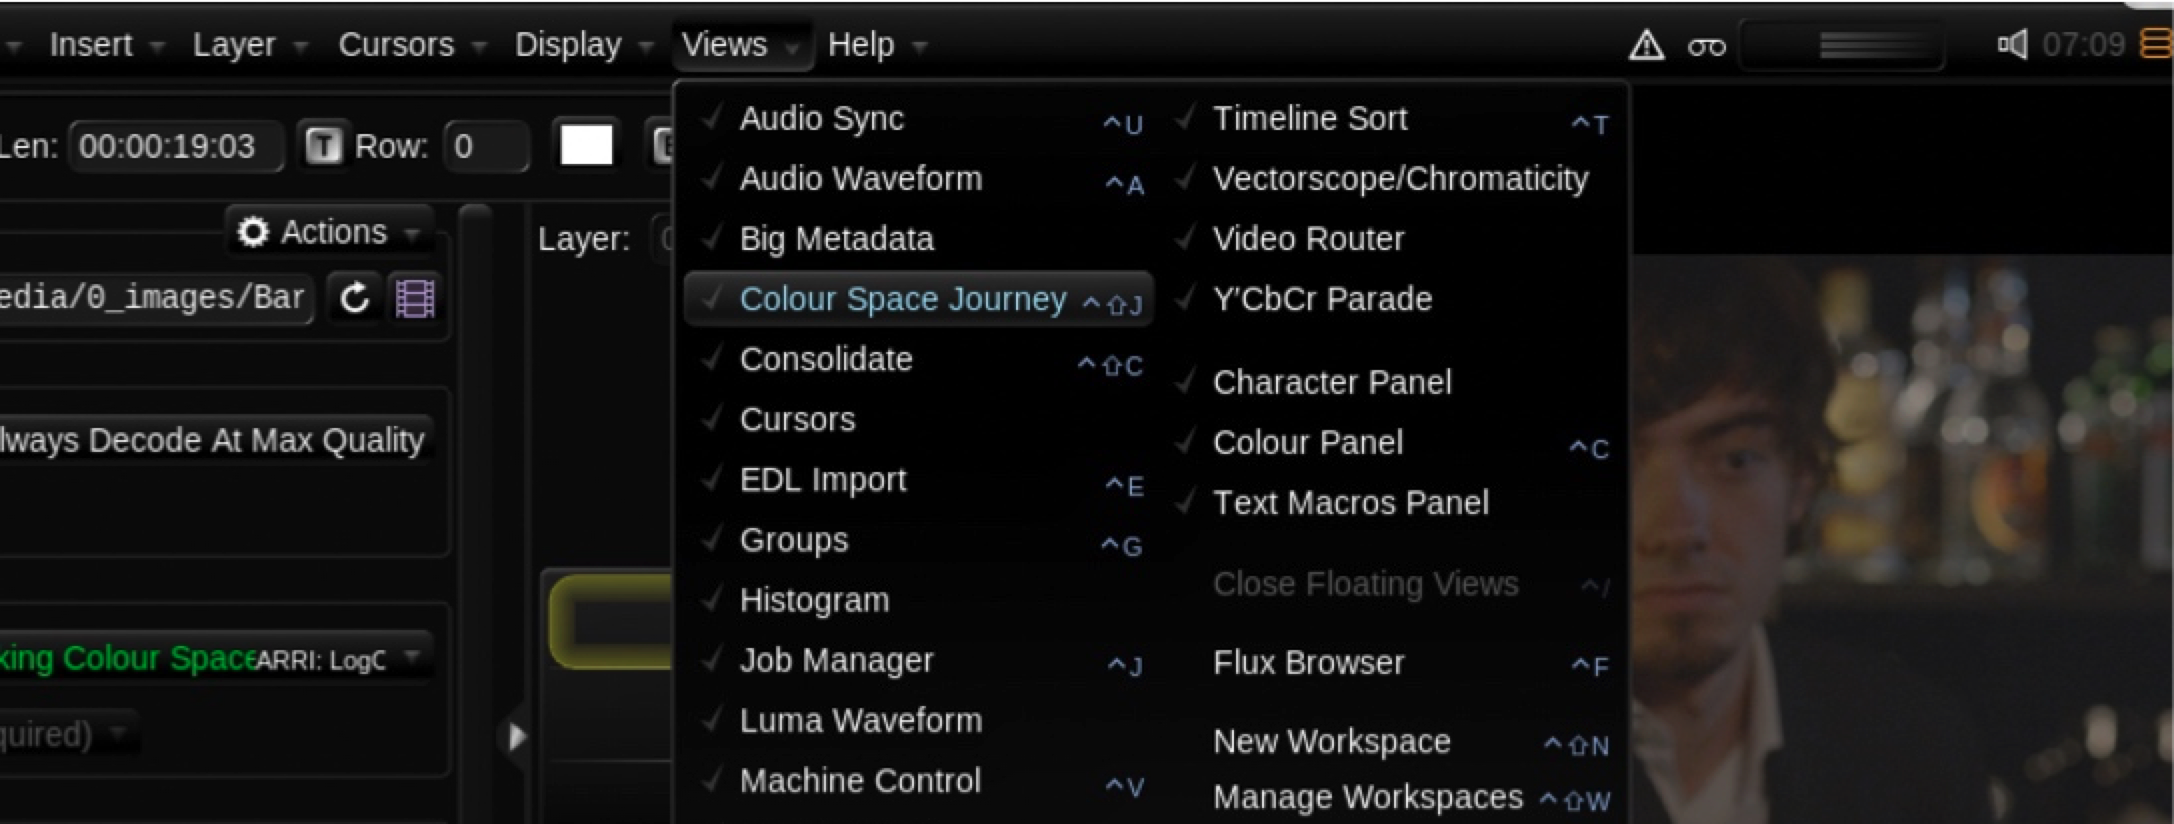 Insert Layer Cursors Display Views Help 07:09
Len: 00:00:19:03 T Row: 0
Actions
edia/0_images/Bar
lways Decode At Max Quality
king Colour Space ARRI: LogC
quired)
Layer:
Audio Sync ^U
Audio Waveform ^A
Big Metadata
Colour Space Journey ^⇧J
Consolidate ^⇧C
Cursors
EDL Import ^E
Groups ^G
Histogram
Job Manager ^J
Luma Waveform
Machine Control ^V
Timeline Sort ^T
Vectorscope/Chromaticity
Video Router
Y'CbCr Parade
Character Panel
Colour Panel ^C
Text Macros Panel
Close Floating Views ^/
Flux Browser ^F
New Workspace ^⇧N
Manage Workspaces ^⇧W